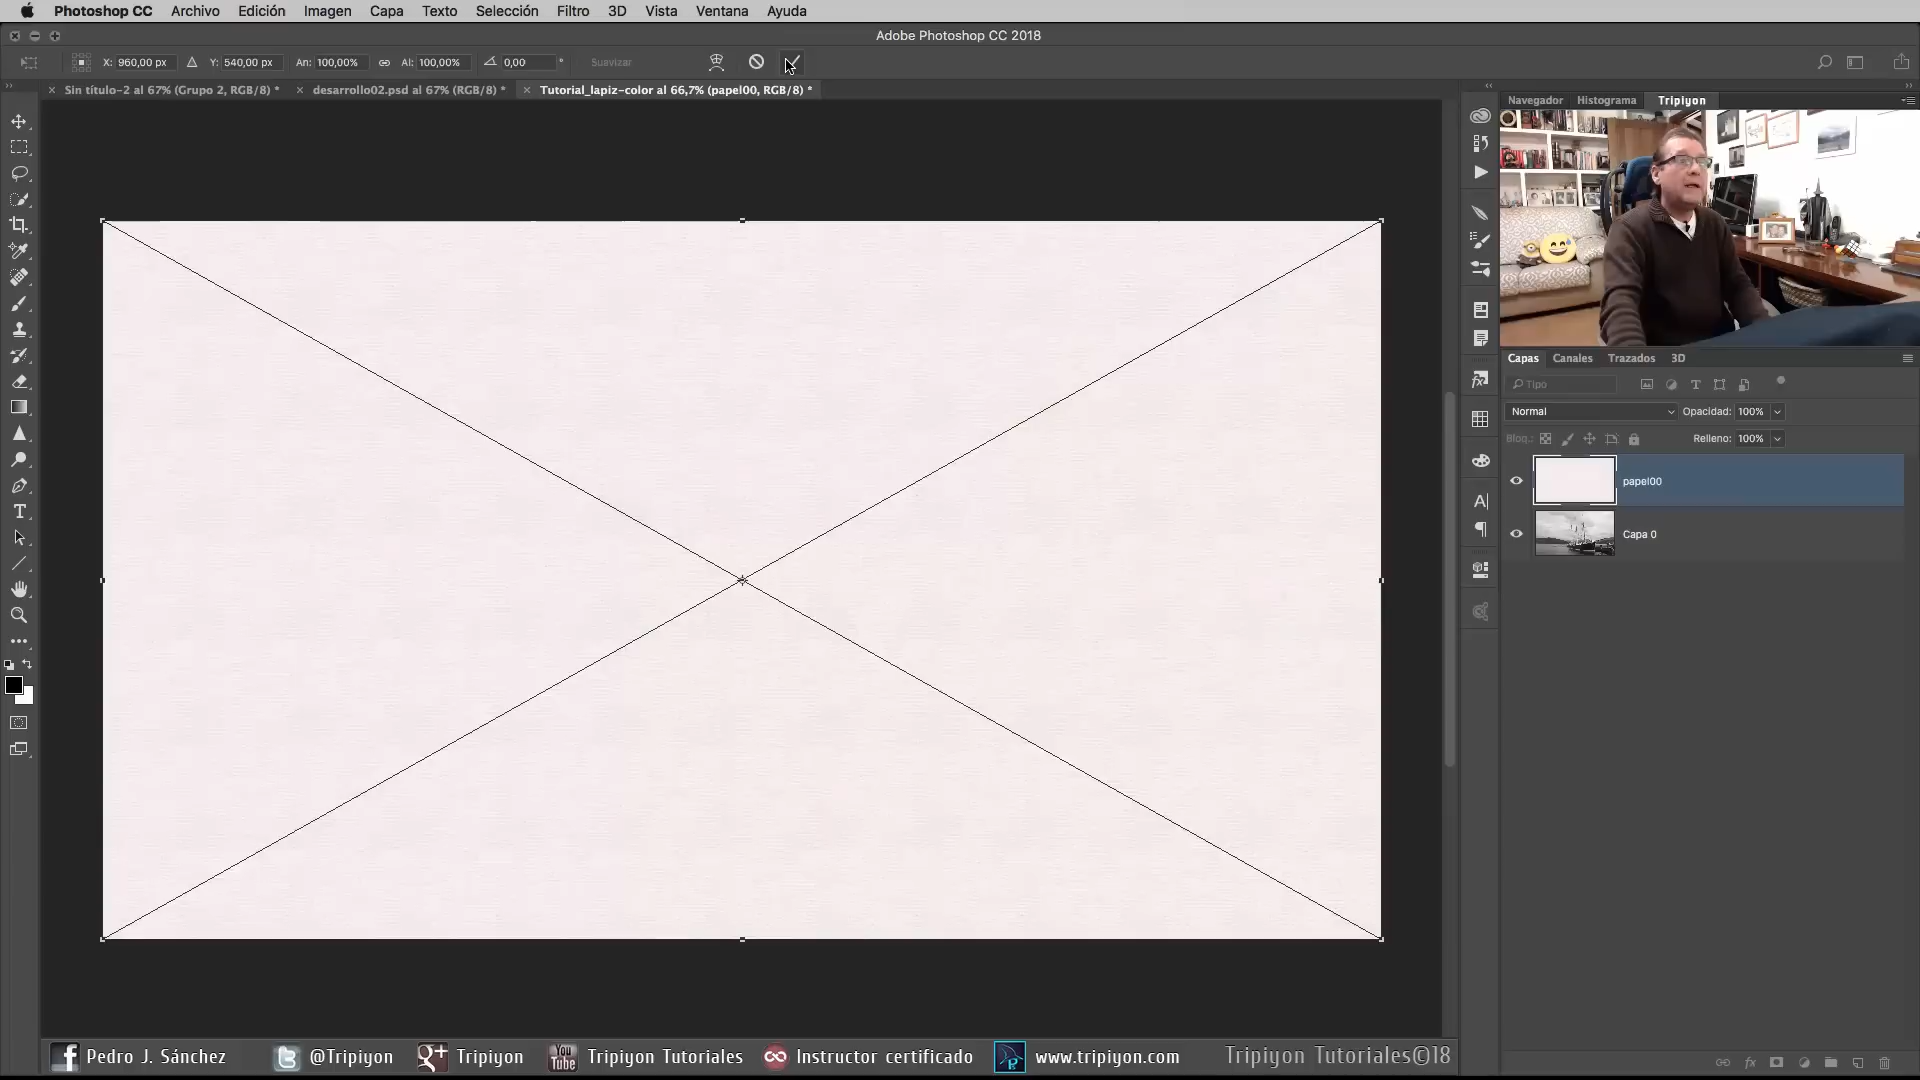 Photoshop CC Archivo Edición Imagen Capa Texto Selección Filtro 3D Vista Ventana Ayuda
Adobe Photoshop CC 2018
X: 960,00 px Y: 540,00 px An: 100,00% Al: 100,00% 0,00 ° Suavizar
Sin título-2 al 67% (Grupo 2, RGB/8) * desarrollo02.psd al 67% (RGB/8) * Tutorial_lapiz-color al 66,7% (papel00, RGB/8) *
Navegador Histograma Tripiyon
Capas Canales Trazados 3D
Tipo
Normal Opacidad: 100%
Bloq.: Relleno: 100%
papel00
Capa 0
Pedro J. Sánchez @Tripiyon Tripiyon You Tube Tripiyon Tutoriales Instructor certificado www.tripiyon.com Tripiyon Tutoriales©18